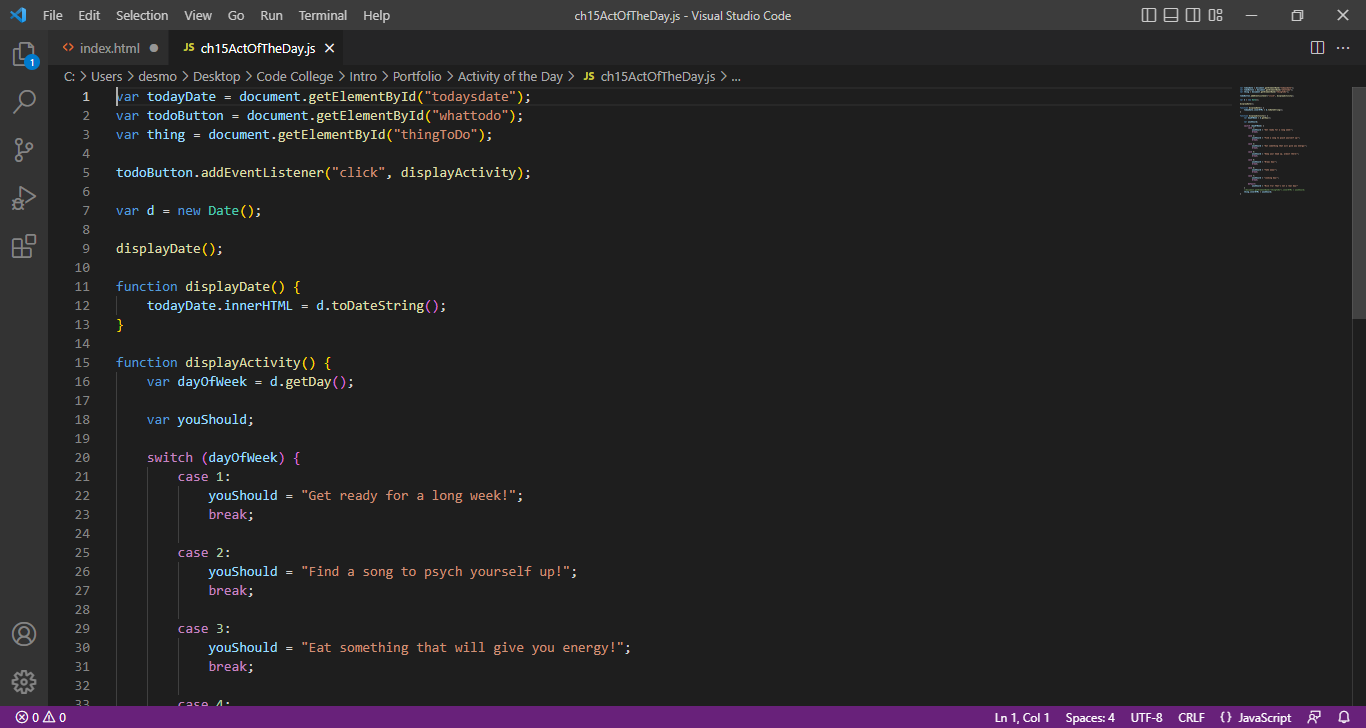 File Edit Selection View Go Run Terminal Help ch15ActOfTheDay.js - Visual Studio Code
index.html JS ch15ActOfTheDay.js
C: > Users > desmo > Desktop > Code College > Intro > Portfolio > Activity of the Day > JS ch15ActOfTheDay.js > ...
1 var todayDate = document.getElementById("todaysdate");
2 var todoButton = document.getElementById("whattodo");
3 var thing = document.getElementById("thingToDo");
4
5 todoButton.addEventListener("click", displayActivity);
6
7 var d = new Date();
8
9 displayDate();
10
11 function displayDate() {
12     todayDate.innerHTML = d.toDateString();
13 }
14
15 function displayActivity() {
16     var dayOfWeek = d.getDay();
17
18     var youShould;
19
20     switch (dayOfWeek) {
21         case 1:
22             youShould = "Get ready for a long week!";
23             break;
24
25         case 2:
26             youShould = "Find a song to psych yourself up!";
27             break;
28
29         case 3:
30             youShould = "Eat something that will give you energy!";
31             break;
32
33         case 4:
1
0 0 Ln 1, Col 1 Spaces: 4 UTF-8 CRLF {} JavaScript